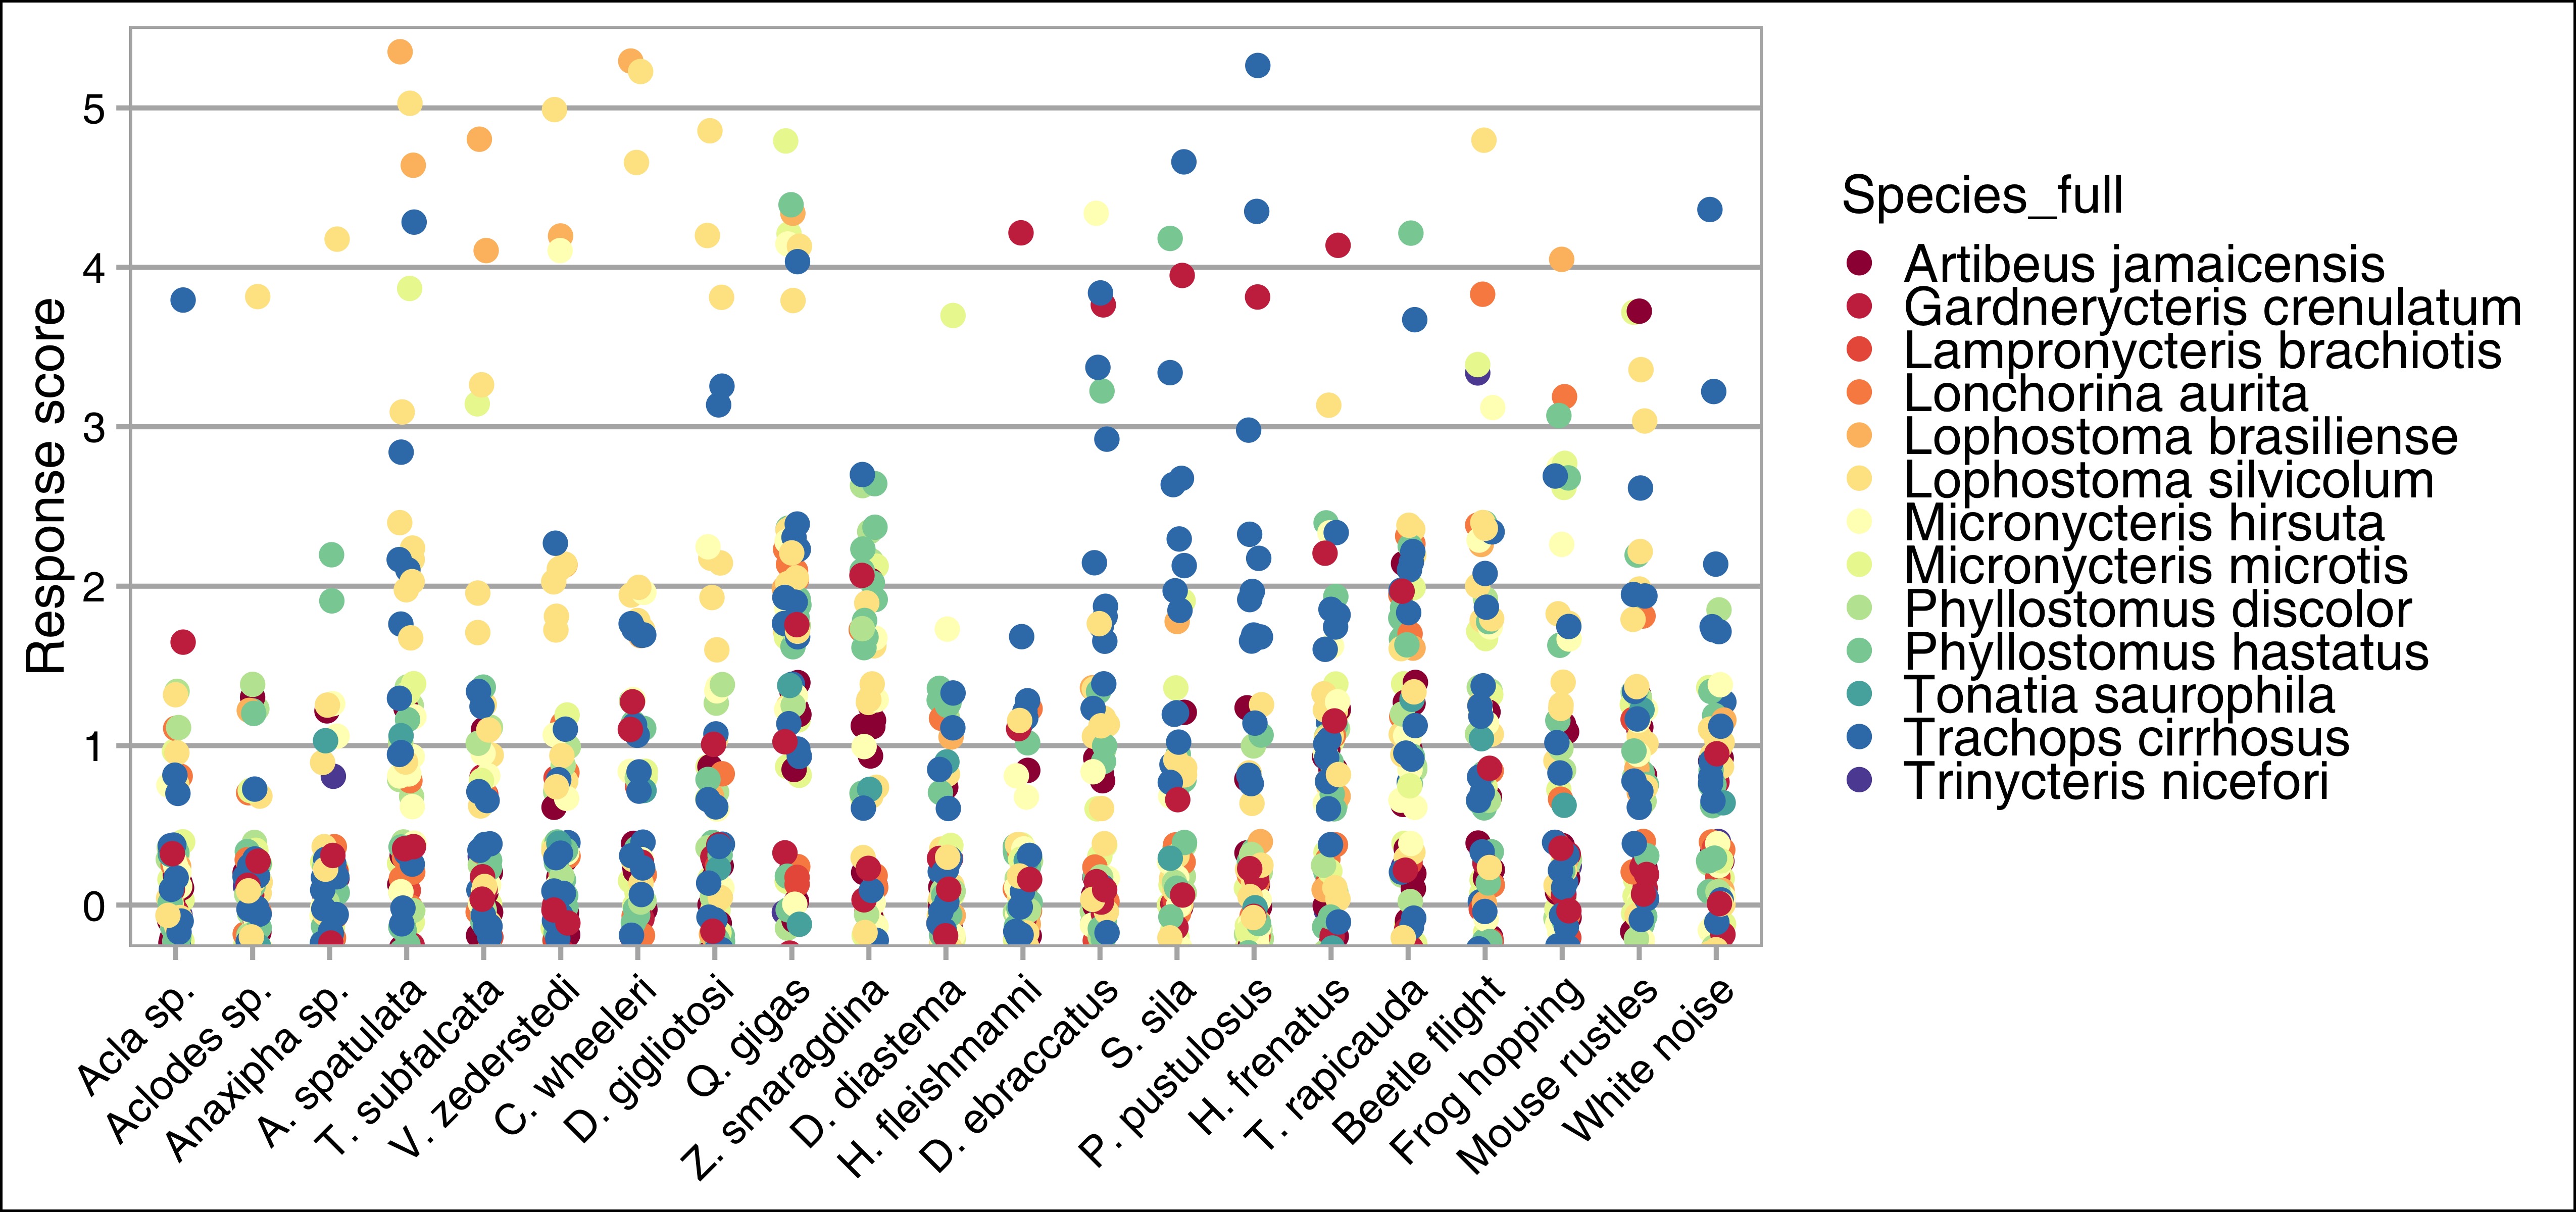 Response score
5
4
3
2
1
0
Acla sp.
Aclodes sp.
Anaxipha sp.
A. spatulata
T. subfalcata
V. zederstedi
C. wheeleri
D. gigliotosi
Q. gigas
Z. smaragdina
D. diastema
H. fleishmanni
D. ebraccatus
S. sila
P. pustulosus
H. frenatus
T. rapicauda
Beetle flight
Frog hopping
Mouse rustles
White noise
Species_full
Artibeus jamaicensis
Gardnerycteris crenulatum
Lampronycteris brachiotis
Lonchorina aurita
Lophostoma brasiliense
Lophostoma silvicolum
Micronycteris hirsuta
Micronycteris microtis
Phyllostomus discolor
Phyllostomus hastatus
Tonatia saurophila
Trachops cirrhosus
Trinycteris nicefori